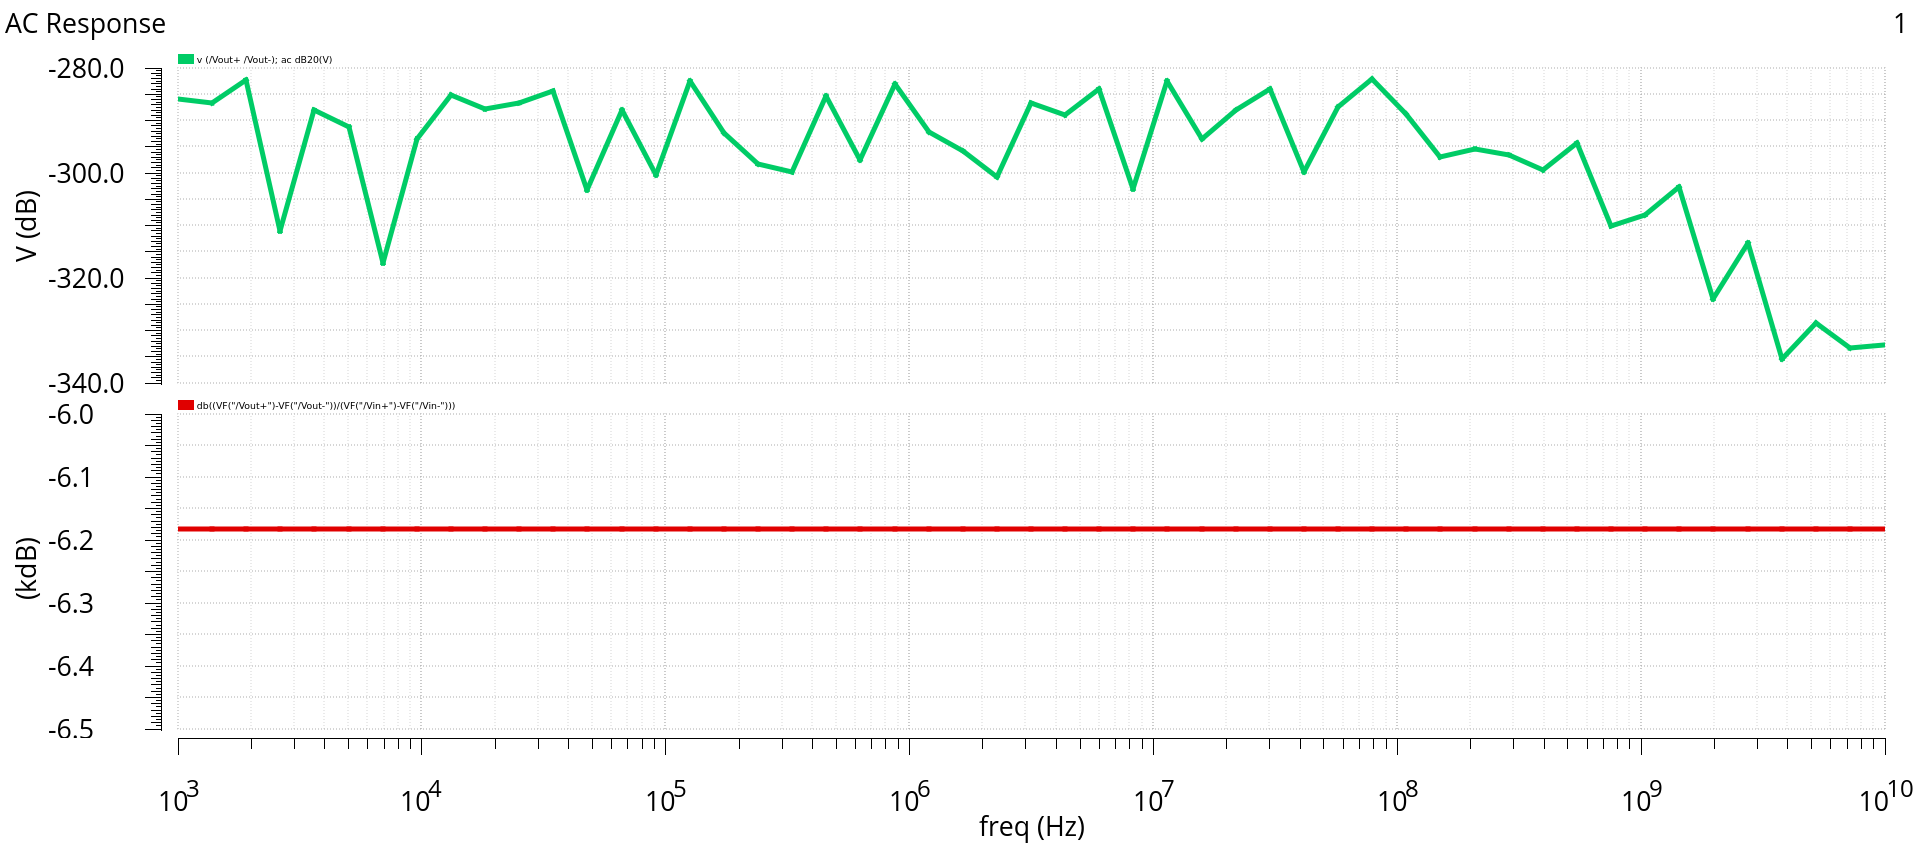 AC Response
1
v (/Vout+ /Vout-); ac dB20(V)
-280.0
-300.0
-320.0
-340.0
V (dB)
db((VF("/Vout+")-VF("/Vout-"))/(VF("/Vin+")-VF("/Vin-")))
-6.0
-6.1
-6.2
-6.3
-6.4
-6.5
(kdB)
10^3 10^4 10^5 10^6 10^7 10^8 10^9 10^10
freq (Hz)